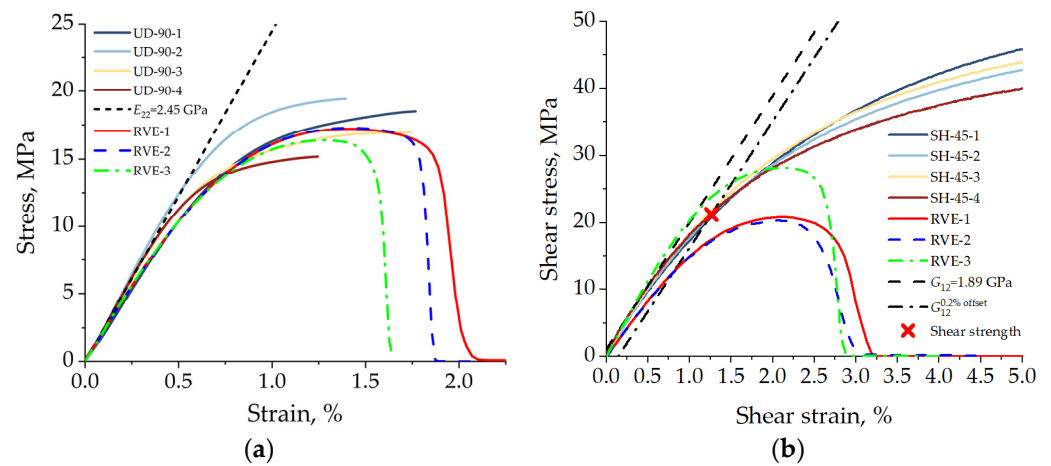 25
20
15
10
5
0
0.0 0.5 1.0 1.5 2.0
Stress, MPa
Strain, %
UD-90-1
UD-90-2
UD-90-3
UD-90-4
E22=2.45 GPa
RVE-1
RVE-2
RVE-3
(a)
50
40
30
20
10
0
0.0 0.5 1.0 1.5 2.0 2.5 3.0 3.5 4.0 4.5 5.0
Shear stress, MPa
Shear strain, %
SH-45-1
SH-45-2
SH-45-3
SH-45-4
RVE-1
RVE-2
RVE-3
G12=1.89 GPa
G12 0.2% offset
Shear strength
(b)